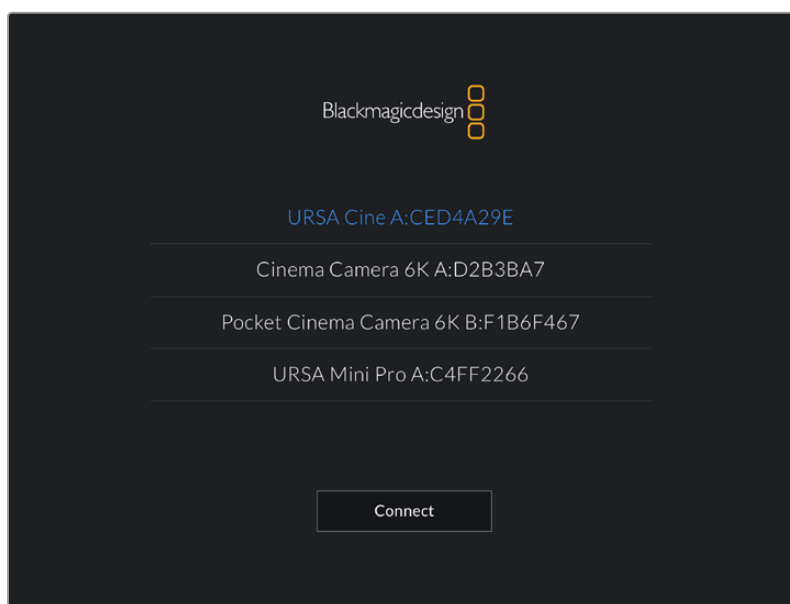 Blackmagicdesign
URSA Cine A:CED4A29E
Cinema Camera 6K A:D2B3BA7
Pocket Cinema Camera 6K B:F1B6F467
URSA Mini Pro A:C4FF2266
Connect